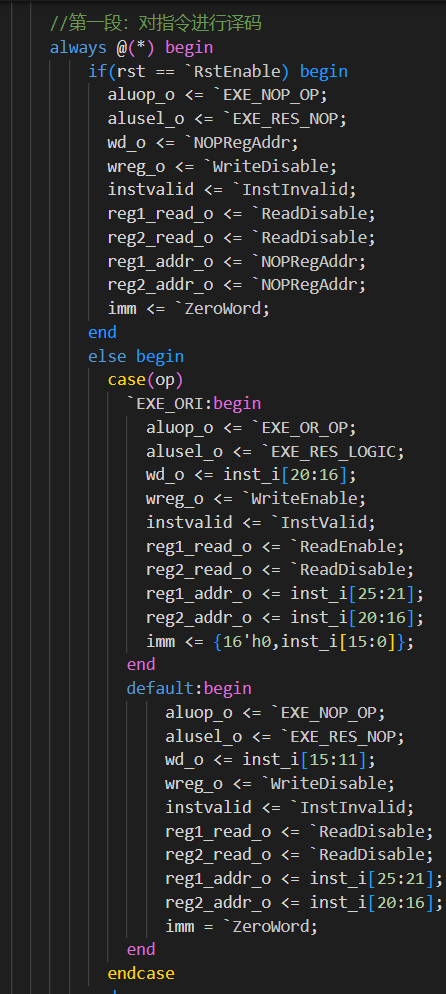 //第一段：对指令进行译码
always @(*) begin
if(rst == `RstEnable) begin
aluop_o <= `EXE_NOP_OP;
alusel_o <= `EXE_RES_NOP;
wd_o <= `NOPRegAddr;
wreg_o <= `WriteDisable;
instvalid <= `InstInvalid;
reg1_read_o <= `ReadDisable;
reg2_read_o <= `ReadDisable;
reg1_addr_o <= `NOPRegAddr;
reg2_addr_o <= `NOPRegAddr;
imm <= `ZeroWord;
end
else begin
case(op)
`EXE_ORI:begin
aluop_o <= `EXE_OR_OP;
alusel_o <= `EXE_RES_LOGIC;
wd_o <= inst_i[20:16];
wreg_o <= `WriteEnable;
instvalid <= `InstValid;
reg1_read_o <= `ReadEnable;
reg2_read_o <= `ReadDisable;
reg1_addr_o <= inst_i[25:21];
reg2_addr_o <= inst_i[20:16];
imm <= {16'h0,inst_i[15:0]};
end
default:begin
aluop_o <= `EXE_NOP_OP;
alusel_o <= `EXE_RES_NOP;
wd_o <= inst_i[15:11];
wreg_o <= `WriteDisable;
instvalid <= `InstInvalid;
reg1_read_o <= `ReadDisable;
reg2_read_o <= `ReadDisable;
reg1_addr_o <= inst_i[25:21];
reg2_addr_o <= inst_i[20:16];
imm = `ZeroWord;
end
endcase